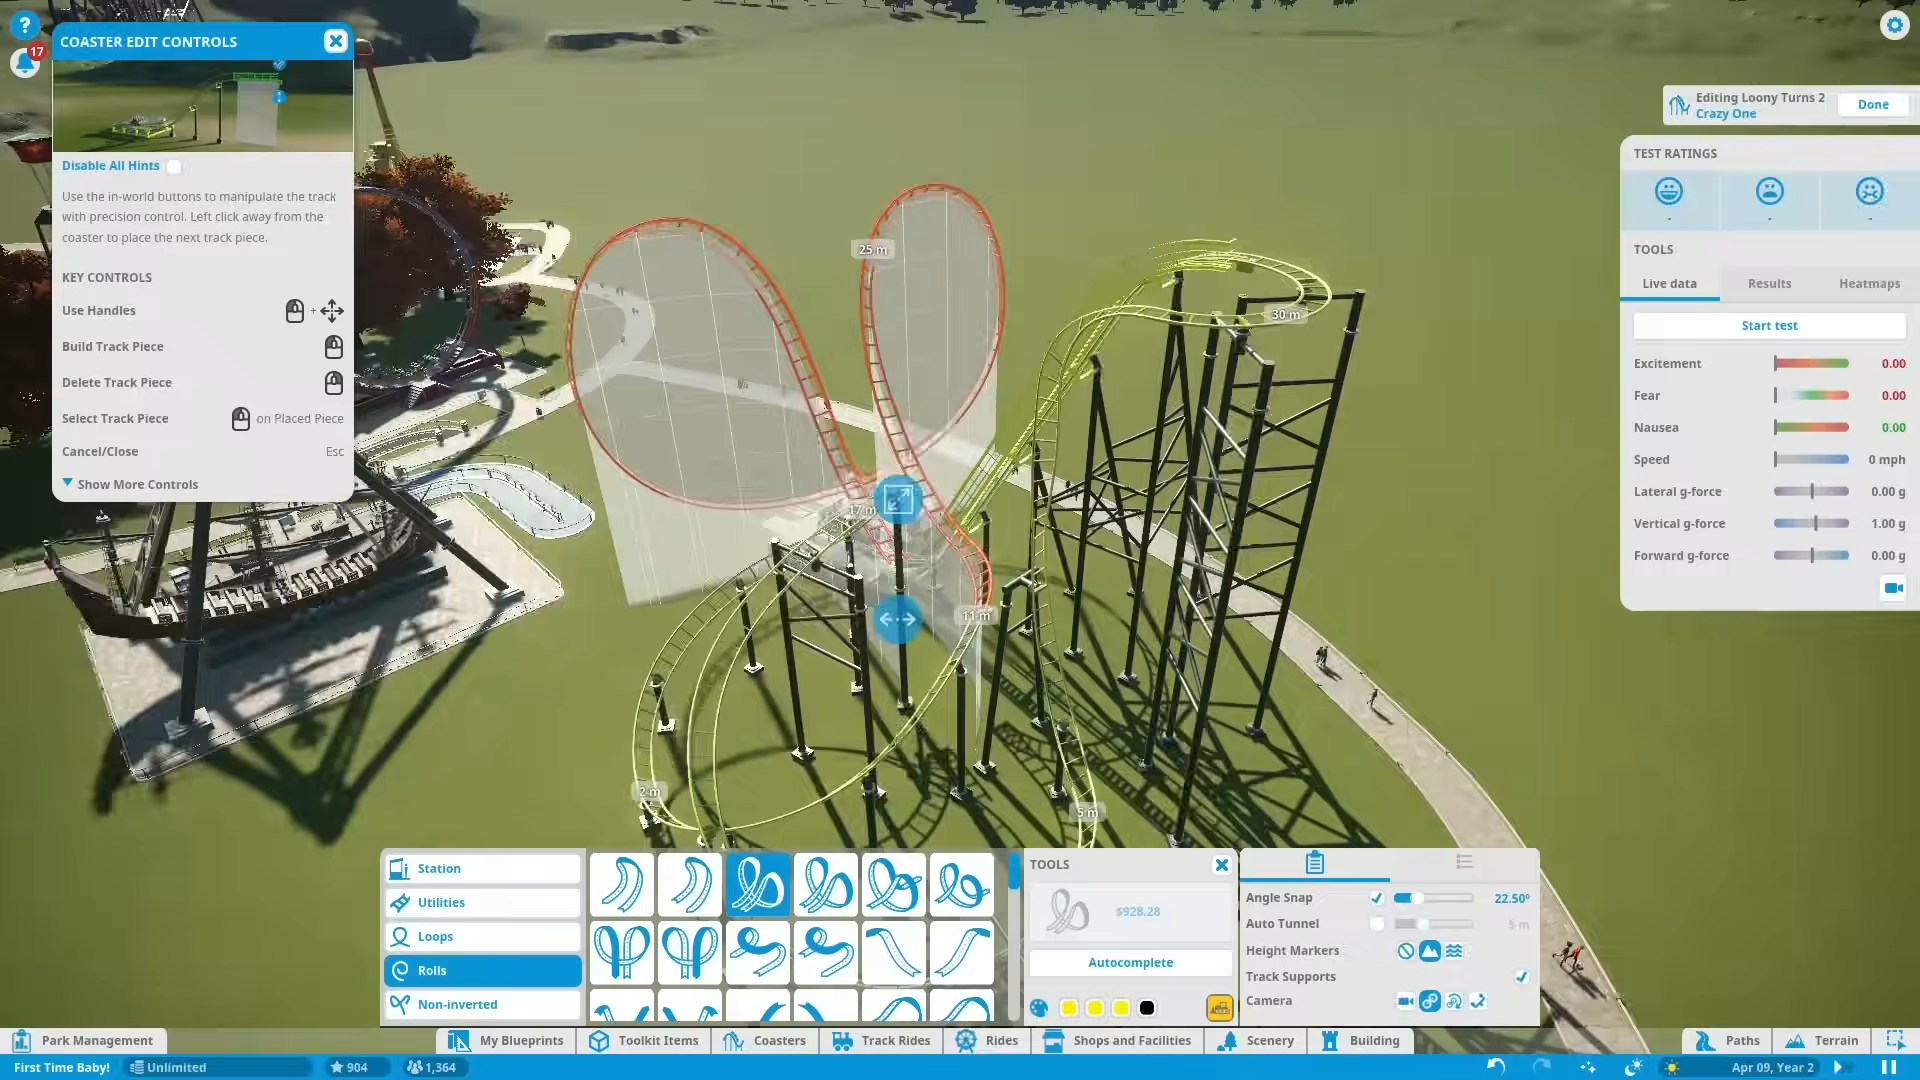 ?
17
COASTER EDIT CONTROLS
Disable All Hints
Use the in-world buttons to manipulate the track
with precision control. Left click away from the
coaster to place the next track piece.
KEY CONTROLS
Use Handles +
Build Track Piece
Delete Track Piece
Select Track Piece on Placed Piece
Cancel/Close Esc
Show More Controls
25 m
30 m
17 m
11 m
2 m
5 m
Editing Loony Turns 2
Crazy One
Done
TEST RATINGS
- - -
TOOLS
Live data Results Heatmaps
Start test
Excitement 0.00
Fear 0.00
Nausea 0.00
Speed 0 mph
Lateral g-force 0.00 g
Vertical g-force 1.00 g
Forward g-force 0.00 g
Station
Utilities
Loops
Rolls
Non-inverted
TOOLS
$928.28
Autocomplete
Angle Snap 22.50°
Auto Tunnel 5 m
Height Markers
Track Supports
Camera
Park Management
My Blueprints
Toolkit Items
Coasters
Track Rides
Rides
Shops and Facilities
Scenery
Building
Paths
Terrain
First Time Baby!
Unlimited
904
1,364
Apr 09, Year 2